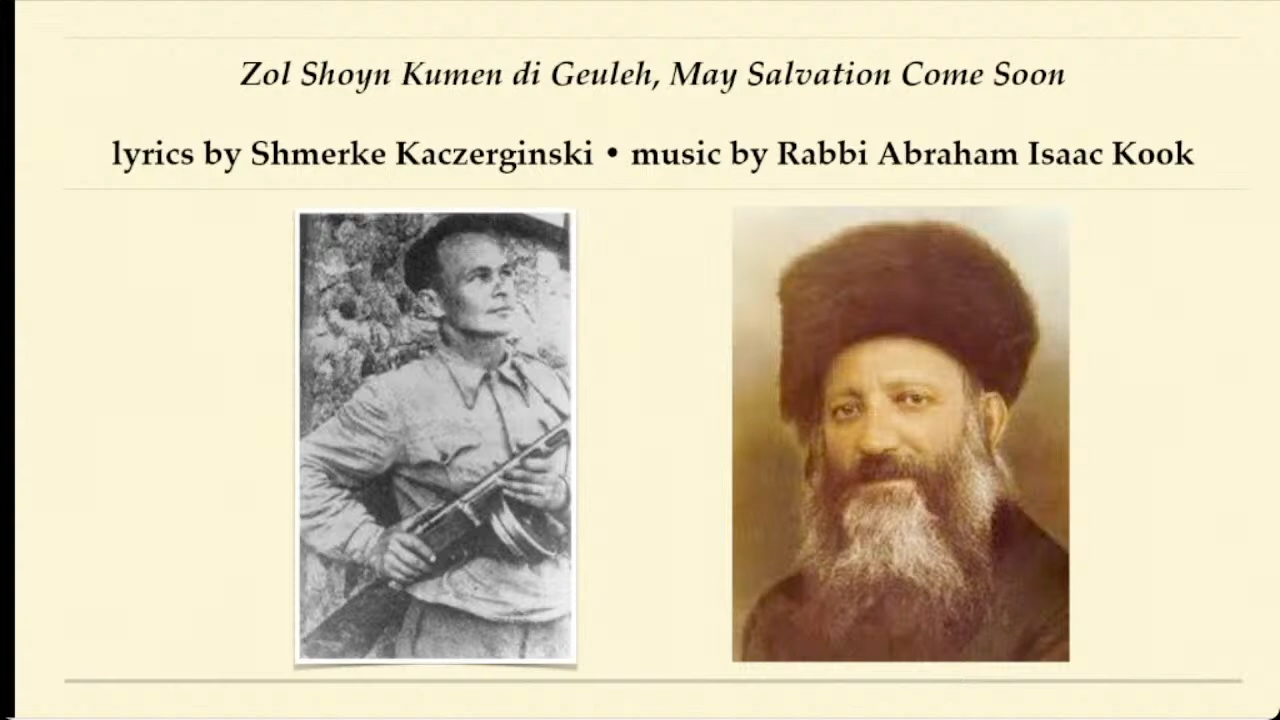 Zol Shoyn Kumen di Geuleh, May Salvation Come Soon
lyrics by Shmerke Kaczerginski • music by Rabbi Abraham Isaac Kook